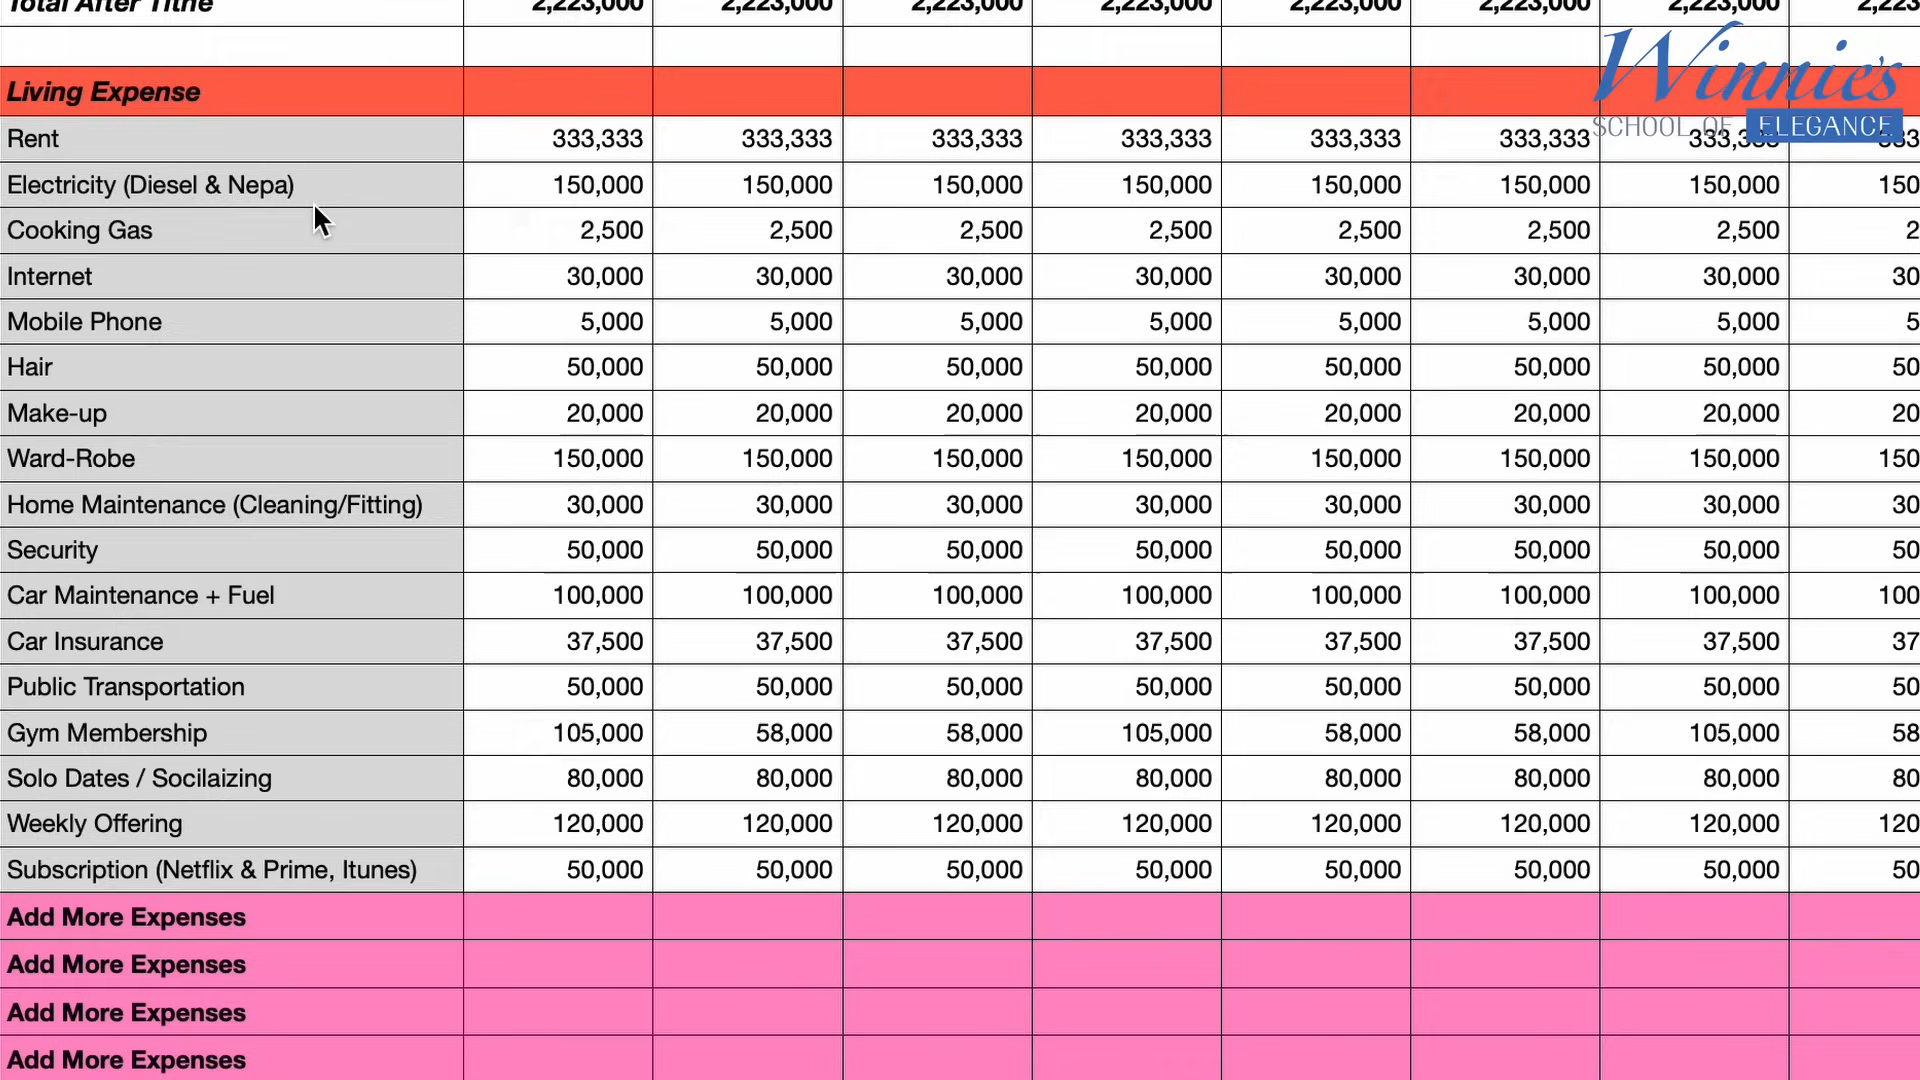 Total After Tithe 2,223,000 2,223,000 2,223,000 2,223,000 2,223,000 2,223,000 2,223,000 2,223
Winnie's
SCHOOL OF ELEGANCE
Living Expense
Rent 333,333 333,333 333,333 333,333 333,333 333,333
Electricity (Diesel & Nepa) 150,000 150,000 150,000 150,000 150,000 150,000 150,000 150
Cooking Gas 2,500 2,500 2,500 2,500 2,500 2,500 2,500 2
Internet 30,000 30,000 30,000 30,000 30,000 30,000 30,000 30
Mobile Phone 5,000 5,000 5,000 5,000 5,000 5,000 5,000 5
Hair 50,000 50,000 50,000 50,000 50,000 50,000 50,000 50
Make-up 20,000 20,000 20,000 20,000 20,000 20,000 20,000 20
Ward-Robe 150,000 150,000 150,000 150,000 150,000 150,000 150,000 150
Home Maintenance (Cleaning/Fitting) 30,000 30,000 30,000 30,000 30,000 30,000 30,000 30
Security 50,000 50,000 50,000 50,000 50,000 50,000 50,000 50
Car Maintenance + Fuel 100,000 100,000 100,000 100,000 100,000 100,000 100,000 100
Car Insurance 37,500 37,500 37,500 37,500 37,500 37,500 37,500 37
Public Transportation 50,000 50,000 50,000 50,000 50,000 50,000 50,000 50
Gym Membership 105,000 58,000 58,000 105,000 58,000 58,000 105,000 58
Solo Dates / Socilaizing 80,000 80,000 80,000 80,000 80,000 80,000 80,000 80
Weekly Offering 120,000 120,000 120,000 120,000 120,000 120,000 120,000 120
Subscription (Netflix & Prime, Itunes) 50,000 50,000 50,000 50,000 50,000 50,000 50,000 50
Add More Expenses
Add More Expenses
Add More Expenses
Add More Expenses